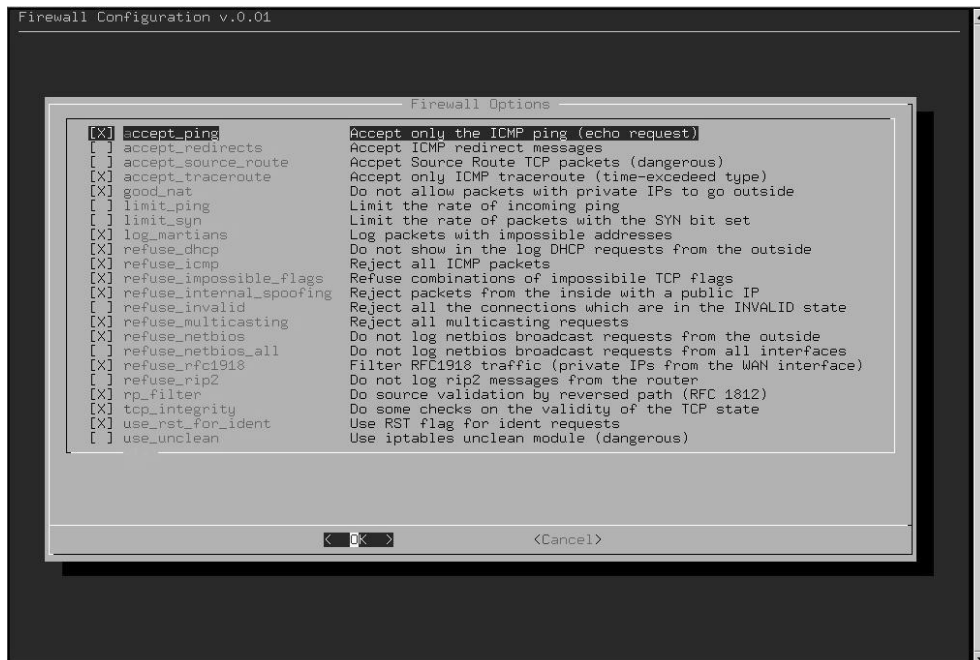 Firewall Configuration v.0.01
Firewall Options
[X] accept_ping Accept only the ICMP ping (echo request)
[ ] accept_redirects Accept ICMP redirect messages
[ ] accept_source_route Accpet Source Route TCP packets (dangerous)
[X] accept_traceroute Accept only ICMP traceroute (time-excedeed type)
[X] good_nat Do not allow packets with private IPs to go outside
[ ] limit_ping Limit the rate of incoming ping
[ ] limit_syn Limit the rate of packets with the SYN bit set
[X] log_martians Log packets with impossible addresses
[X] refuse_dhcp Do not show in the log DHCP requests from the outside
[X] refuse_icmp Reject all ICMP packets
[X] refuse_impossible_flags Refuse combinations of impossibile TCP flags
[X] refuse_internal_spoofing Reject packets from the inside with a public IP
[ ] refuse_invalid Reject all the connections which are in the INVALID state
[X] refuse_multicasting Reject all multicasting requests
[X] refuse_netbios Do not log netbios broadcast requests from the outside
[ ] refuse_netbios_all Do not log netbios broadcast requests from all interfaces
[X] refuse_rfc1918 Filter RFC1918 traffic (private IPs from the WAN interface)
[ ] refuse_rip2 Do not log rip2 messages from the router
[X] rp_filter Do source validation by reversed path (RFC 1812)
[X] tcp_integrity Do some checks on the validity of the TCP state
[X] use_rst_for_ident Use RST flag for ident requests
[ ] use_unclean Use iptables unclean module (dangerous)
< OK > <Cancel>